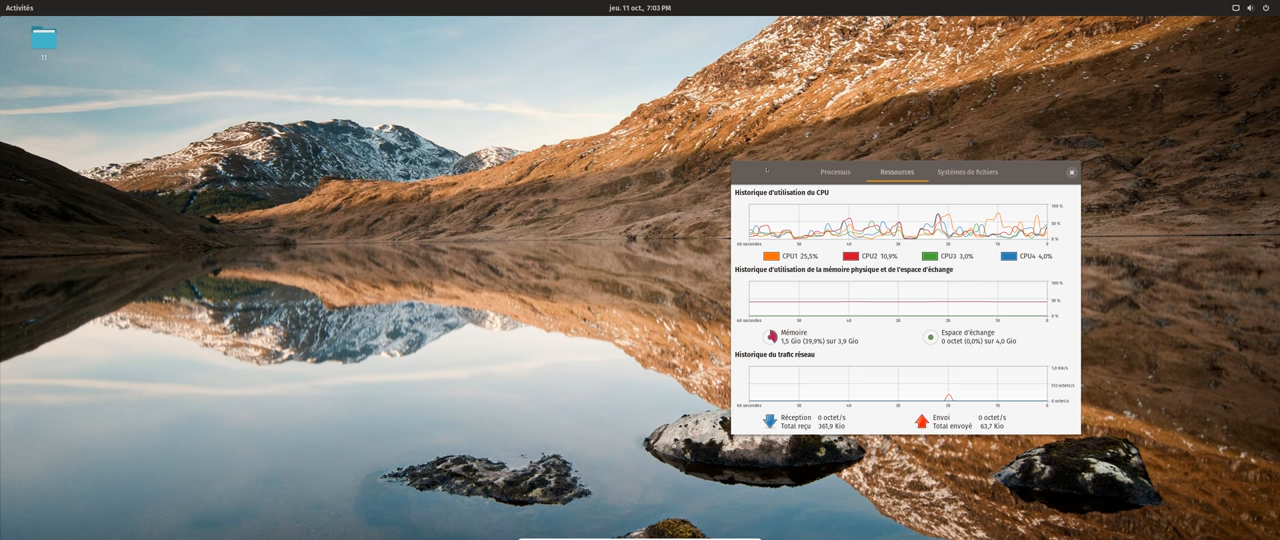 Activités
jeu. 11 oct., 7:03 PM
11
Processus
Ressources
Systèmes de fichiers
Historique d'utilisation du CPU
100 %
50 %
0 %
60 secondes 50 40 30 20 10 0
CPU1 25,5% CPU2 10,9% CPU3 3,0% CPU4 4,0%
Historique d'utilisation de la mémoire physique et de l'espace d'échange
100 %
50 %
0 %
60 secondes 50 40 30 20 10 0
Mémoire
1,5 Gio (39,9%) sur 3,9 Gio
Espace d'échange
0 octet (0,0%) sur 4,0 Gio
Historique du trafic réseau
1,0 Kio/s
513 octets/s
0 octet/s
60 secondes 50 40 30 20 10 0
Réception 0 octet/s
Total reçu 361,9 Kio
Envoi 0 octet/s
Total envoyé 63,7 Kio